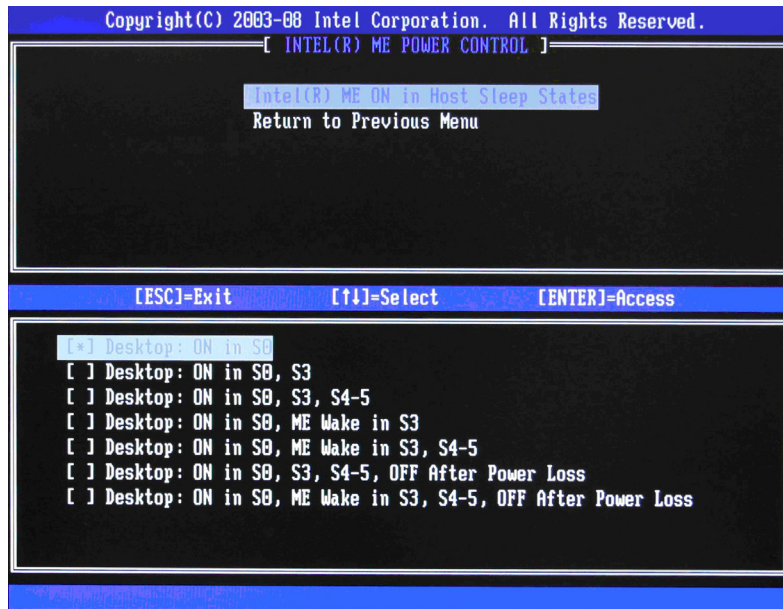 Copyright(C) 2003-08 Intel Corporation. All Rights Reserved.
[ INTEL(R) ME POWER CONTROL ]
Intel(R) ME ON in Host Sleep States
Return to Previous Menu
[ESC]=Exit [↑↓]=Select [ENTER]=Access
[*] Desktop: ON in S0
[ ] Desktop: ON in S0, S3
[ ] Desktop: ON in S0, S3, S4-5
[ ] Desktop: ON in S0, ME Wake in S3
[ ] Desktop: ON in S0, ME Wake in S3, S4-5
[ ] Desktop: ON in S0, S3, S4-5, OFF After Power Loss
[ ] Desktop: ON in S0, ME Wake in S3, S4-5, OFF After Power Loss